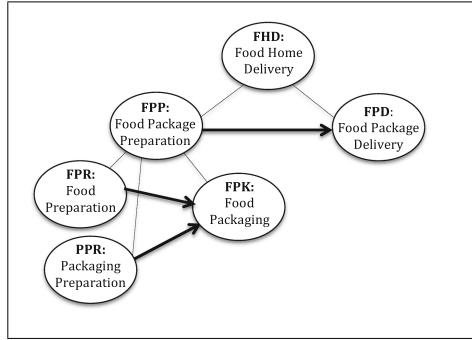 FHD:
Food Home
Delivery
FPP:
Food Package
Preparation
FPD:
Food Package
Delivery
FPR:
Food
Preparation
FPK:
Food
Packaging
PPR:
Packaging
Preparation